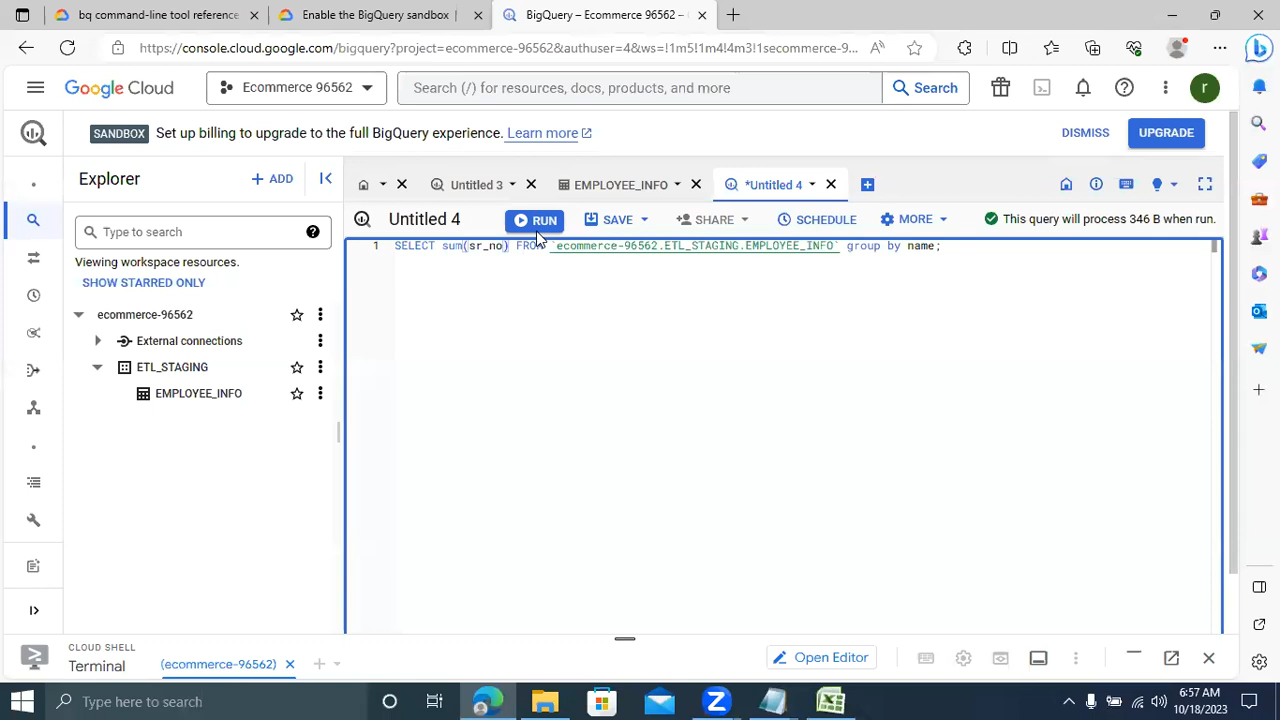 bq command-line tool reference
Enable the BigQuery sandbox
BigQuery – Ecommerce 96562 –
https://console.cloud.google.com/bigquery?project=ecommerce-96562&authuser=4&ws=!1m5!1m4!4m3!1secommerce-9...
Google Cloud
Ecommerce 96562
Search (/) for resources, docs, products, and more
Search
r
SANDBOX Set up billing to upgrade to the full BigQuery experience. Learn more
DISMISS
UPGRADE
Explorer
+ ADD
Untitled 3
EMPLOYEE_INFO
*Untitled 4
Untitled 4
RUN
SAVE
SHARE
SCHEDULE
MORE
This query will process 346 B when run.
Type to search
Viewing workspace resources.
SHOW STARRED ONLY
ecommerce-96562
External connections
ETL_STAGING
EMPLOYEE_INFO
1 SELECT sum(sr_no) FROM `ecommerce-96562.ETL_STAGING.EMPLOYEE_INFO` group by name;
CLOUD SHELL
Terminal
(ecommerce-96562)
Open Editor
Type here to search
6:57 AM
10/18/2023